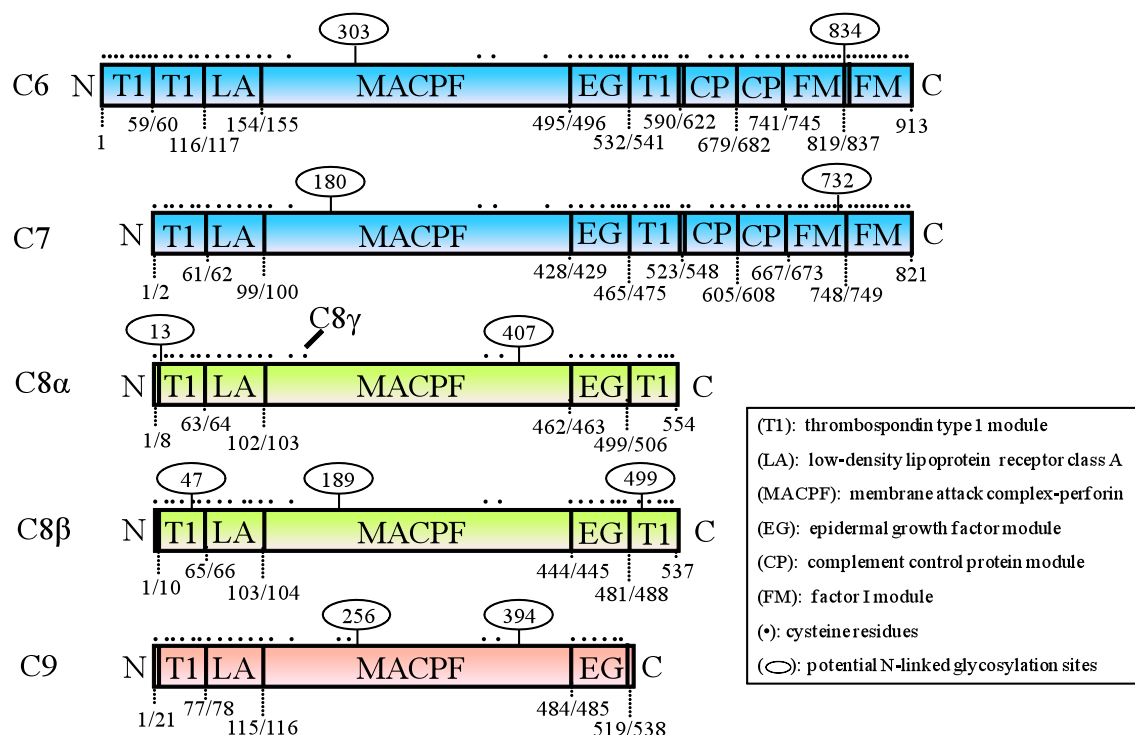 303 834
C6 N T1 T1 LA MACPF EG T1 CP CP FM FM C
59/60 154/155 495/496 590/622 741/745 913
1 116/117 532/541 679/682 819/837
180 732
C7 N T1 LA MACPF EG T1 CP CP FM FM C
61/62 428/429 523/548 667/673 821
1/2 99/100 465/475 605/608 748/749
13 C8γ 407
C8α N T1 LA MACPF EG T1 C
63/64 462/463 554
1/8 102/103 499/506
47 189 499
C8β N T1 LA MACPF EG T1 C
65/66 444/445 537
1/10 103/104 481/488
256 394
C9 N T1 LA MACPF EG C
77/78 484/485
1/21 115/116 519/538
(T1): thrombospondin type 1 module
(LA): low-density lipoprotein receptor class A
(MACPF): membrane attack complex-perforin
(EG): epidermal growth factor module
(CP): complement control protein module
(FM): factor I module
(•): cysteine residues
(⬭): potential N-linked glycosylation sites